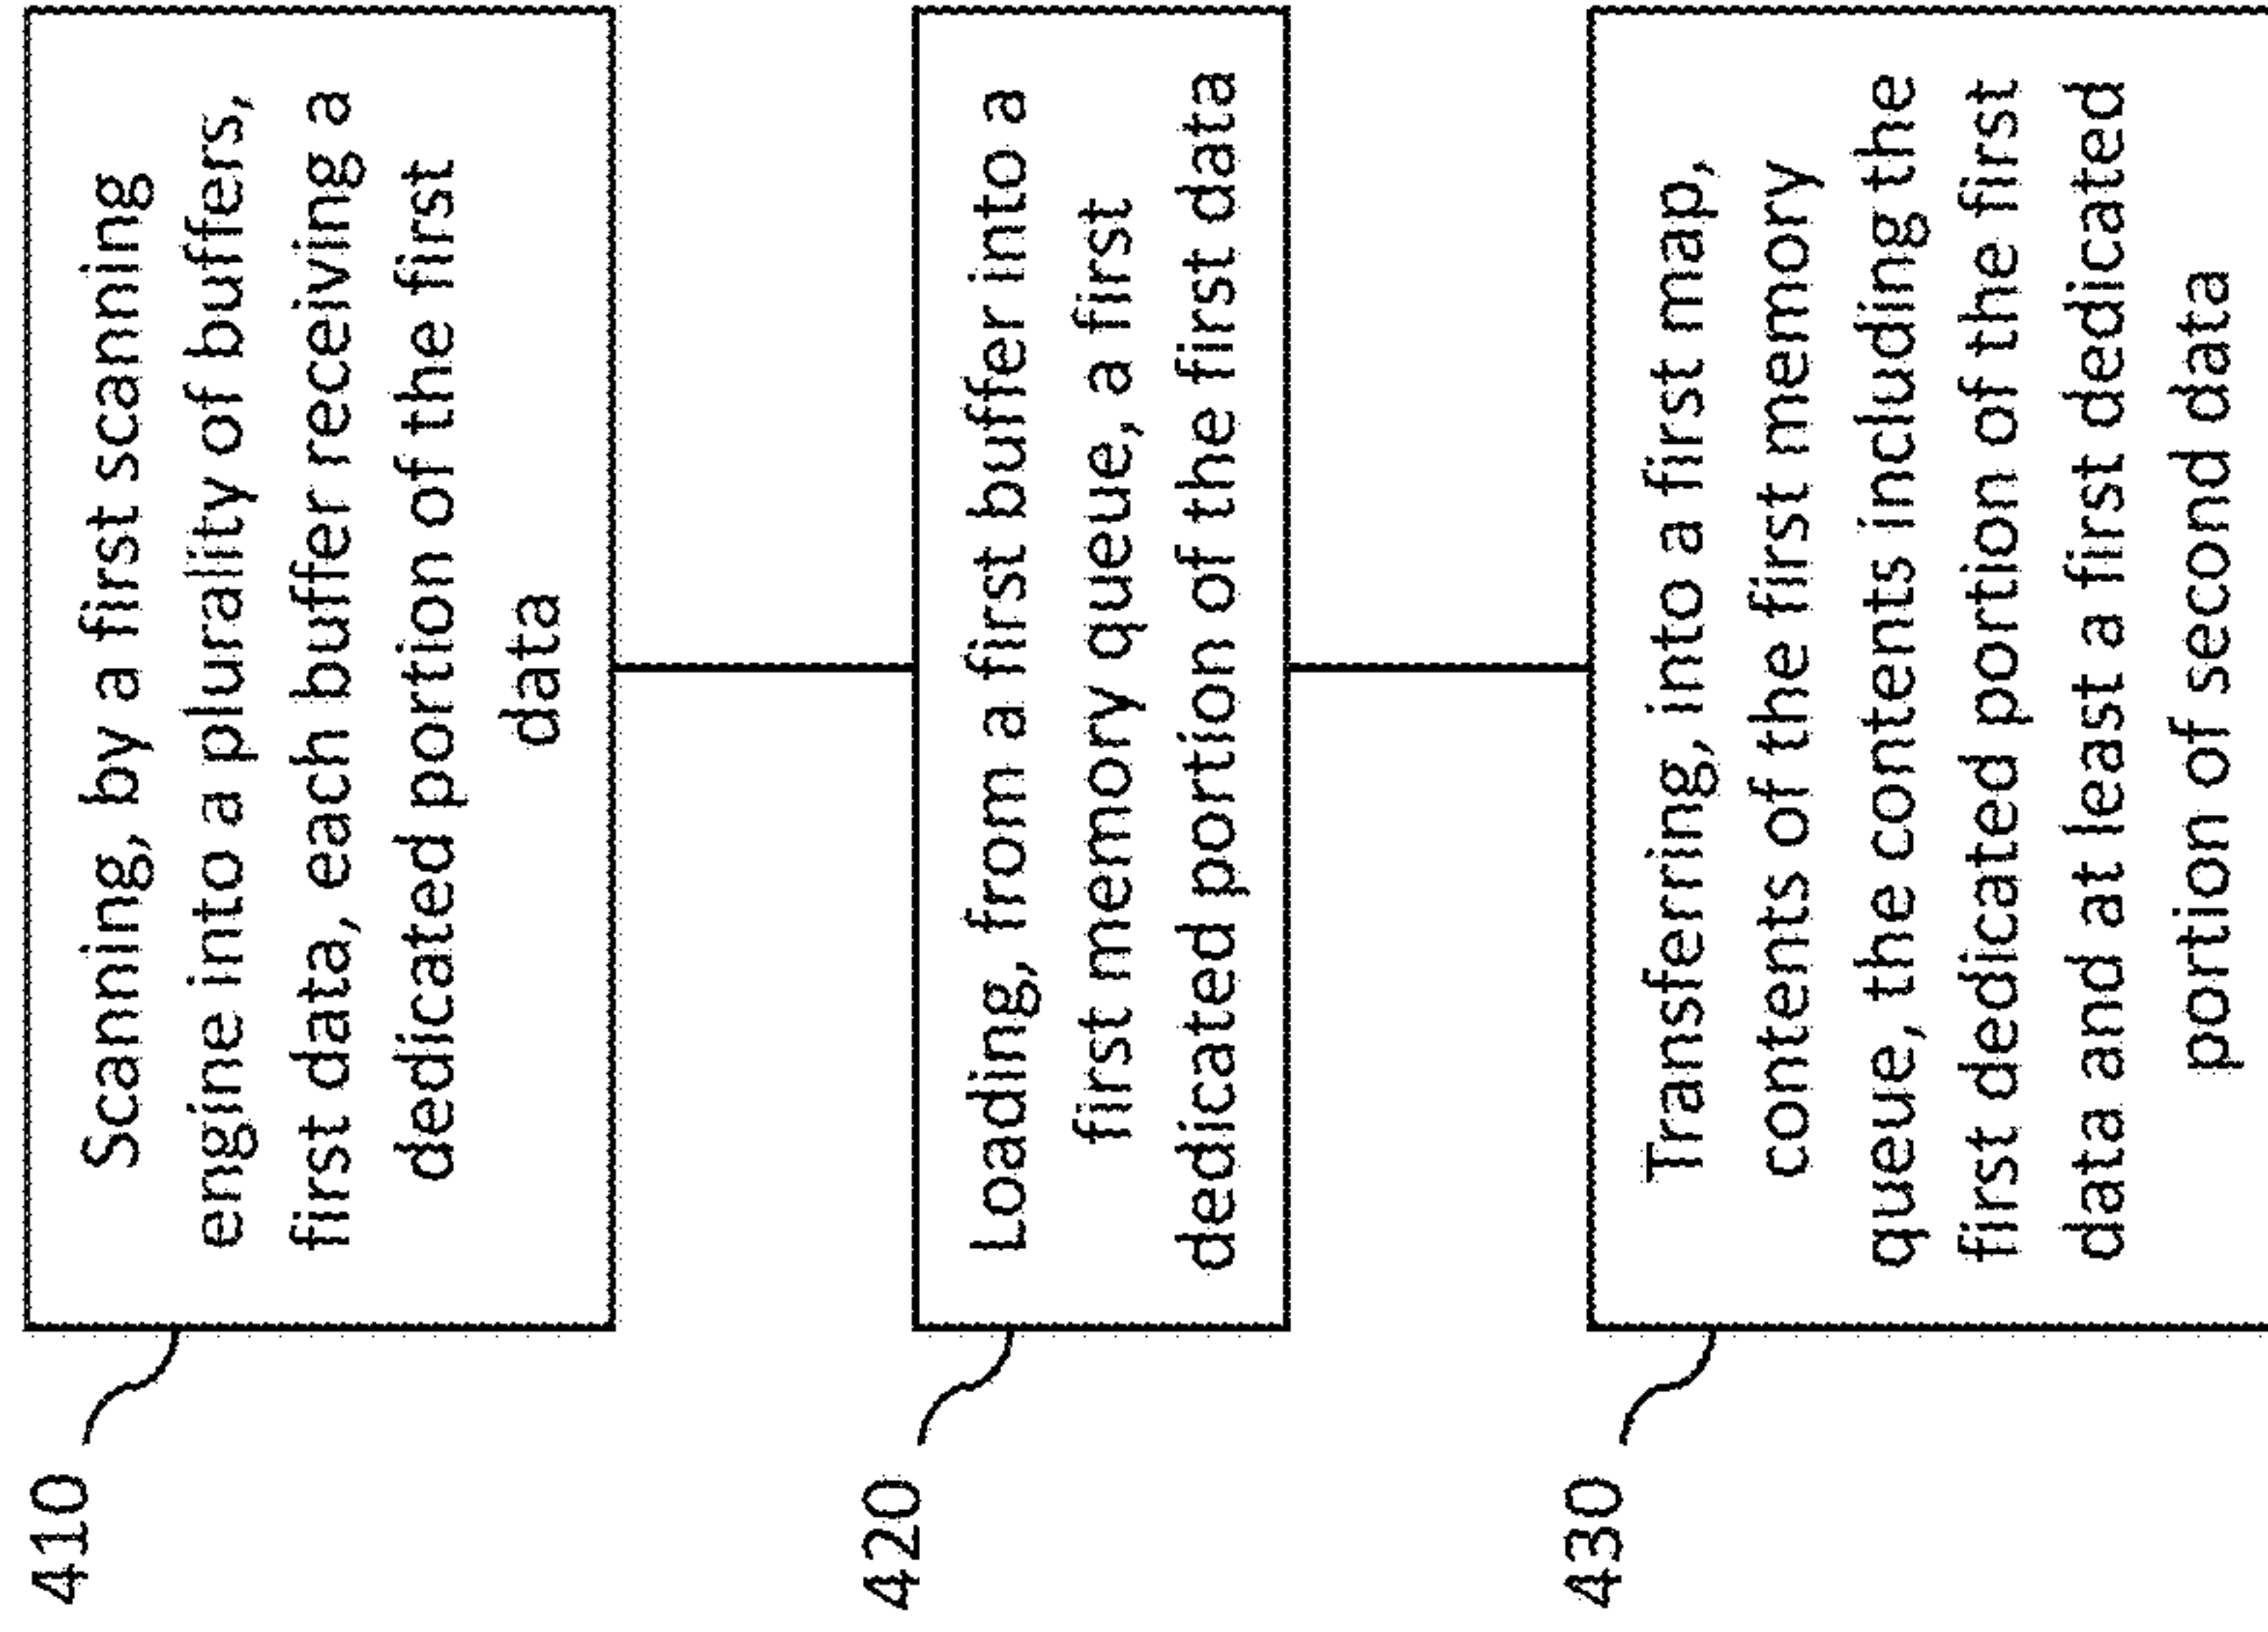 410
Scanning, by a first scanning
engine into a plurality of buffers,
first data, each buffer receiving a
dedicated portion of the first
data
420
Loading, from a first buffer into a
first memory queue, a first
dedicated portion of the first data
430
Transferring, into a first map,
contents of the first memory
queue, the contents including the
first dedicated portion of the first
data and at least a first dedicated
portion of second data